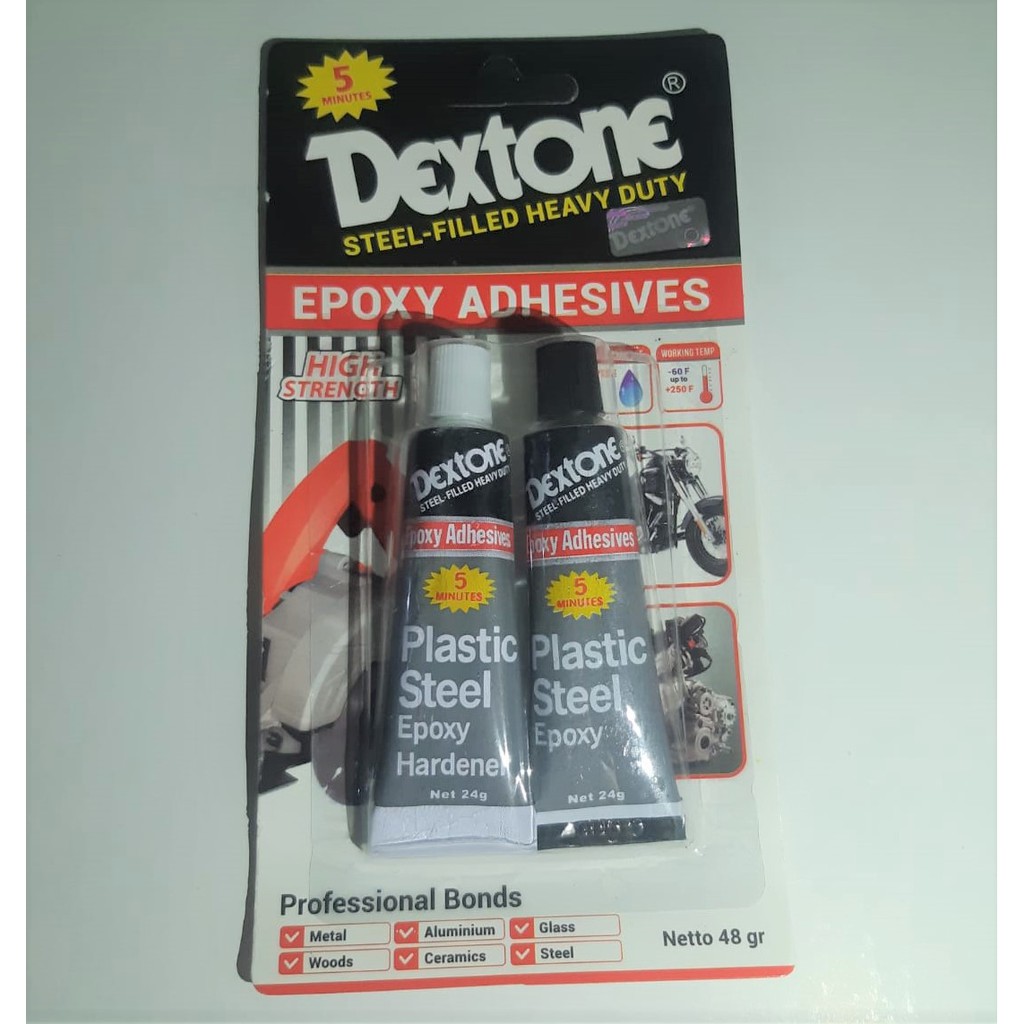 5
MINUTES
Dextone®
STEEL-FILLED HEAVY DUTY
Dextone
EPOXY ADHESIVES
HIGH
STRENGTH
WORKING TEMP
-60 F
up to
+250 F
Dextone
STEEL-FILLED HEAVY DUTY
Epoxy Adhesives
5
MINUTES
Plastic
Steel
Epoxy
Hardener
Net 24g
Dextone
STEEL-FILLED HEAVY DUTY
Epoxy Adhesives
5
MINUTES
Plastic
Steel
Epoxy
Net 24g
Professional Bonds
Metal
Aluminium
Glass
Woods
Ceramics
Steel
Netto 48 gr